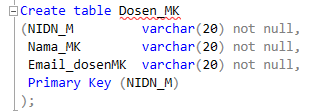 Create table Dosen_MK
(NIDN_M varchar(20) not null,
Nama_MK varchar(20) not null,
Email_dosenMK varchar(20) not null,
Primary Key (NIDN_M)
);